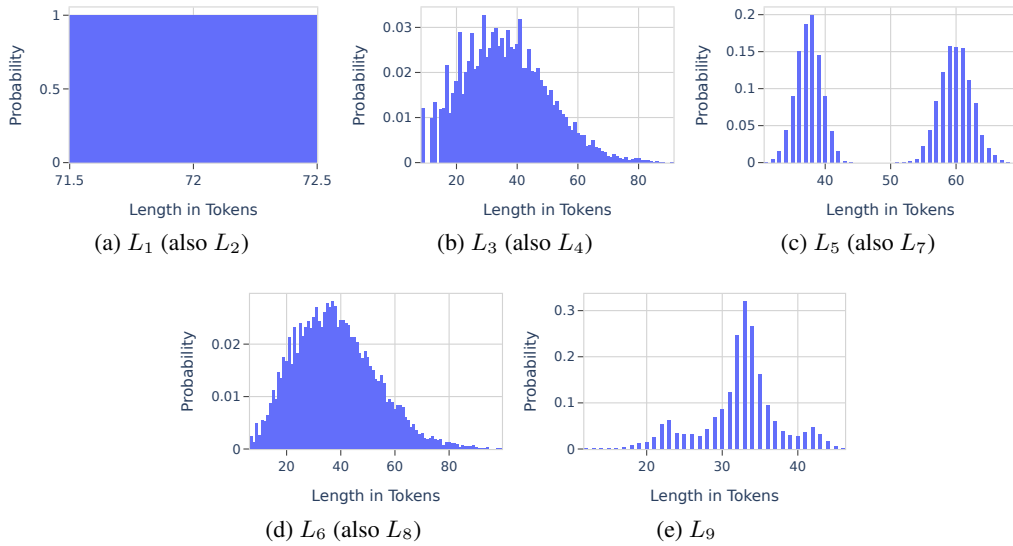 1
0.5
0
Probability
71.5
72
72.5
Length in Tokens
(a) L₁ (also L₂)
0.03
0.02
0.01
0
Probability
20
40
60
80
Length in Tokens
(b) L₃ (also L₄)
0.2
0.15
0.1
0.05
0
Probability
40
50
60
Length in Tokens
(c) L₅ (also L₇)
0.02
0.01
0
Probability
20
40
60
80
Length in Tokens
(d) L₆ (also L₈)
0.3
0.2
0.1
0
Probability
20
30
40
Length in Tokens
(e) L₉